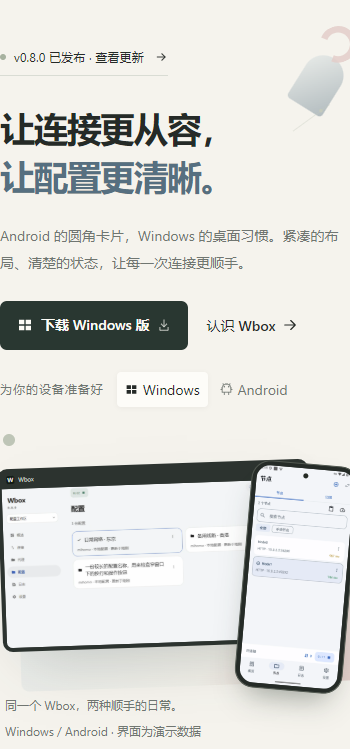 v0.8.0 已发布 · 查看更新 →
让连接更从容，
让配置更清晰。
Android 的圆角卡片，Windows 的桌面习惯。紧凑的布
局、清楚的状态，让每一次连接更顺手。
下载 Windows 版
认识 Wbox →
为你的设备准备好
Windows
Android
W Wbox
Wbox
配置
节点
同一个 Wbox，两种顺手的日常。
Windows / Android · 界面为演示数据